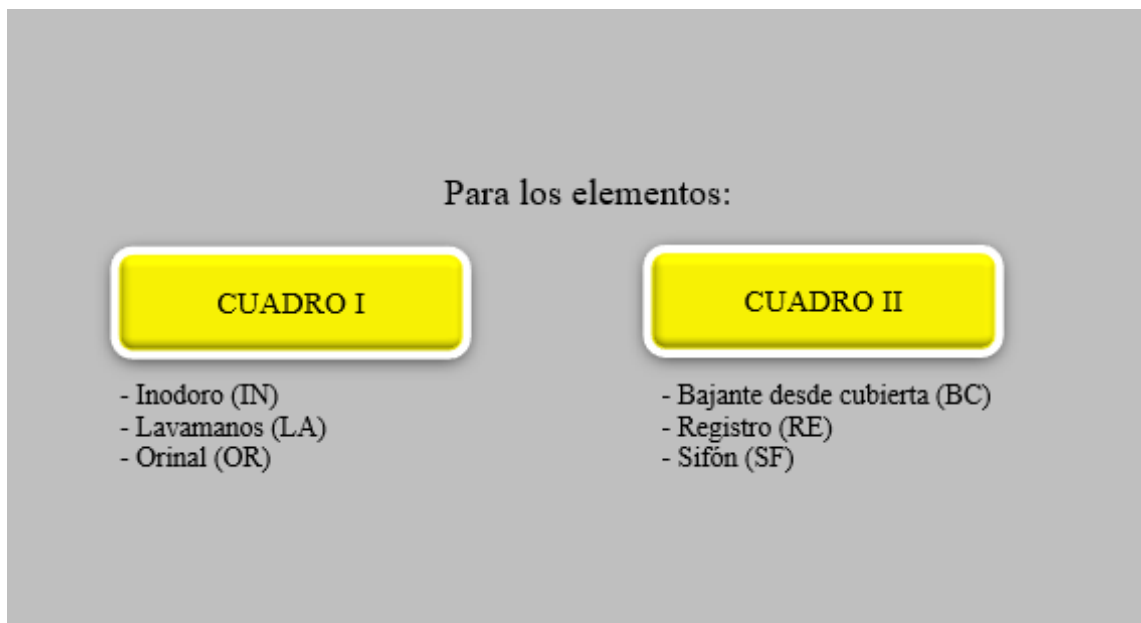 Para los elementos:
CUADRO I
- Inodoro (IN)
- Lavamanos (LA)
- Orinal (OR)
CUADRO II
- Bajante desde cubierta (BC)
- Registro (RE)
- Sifón (SF)